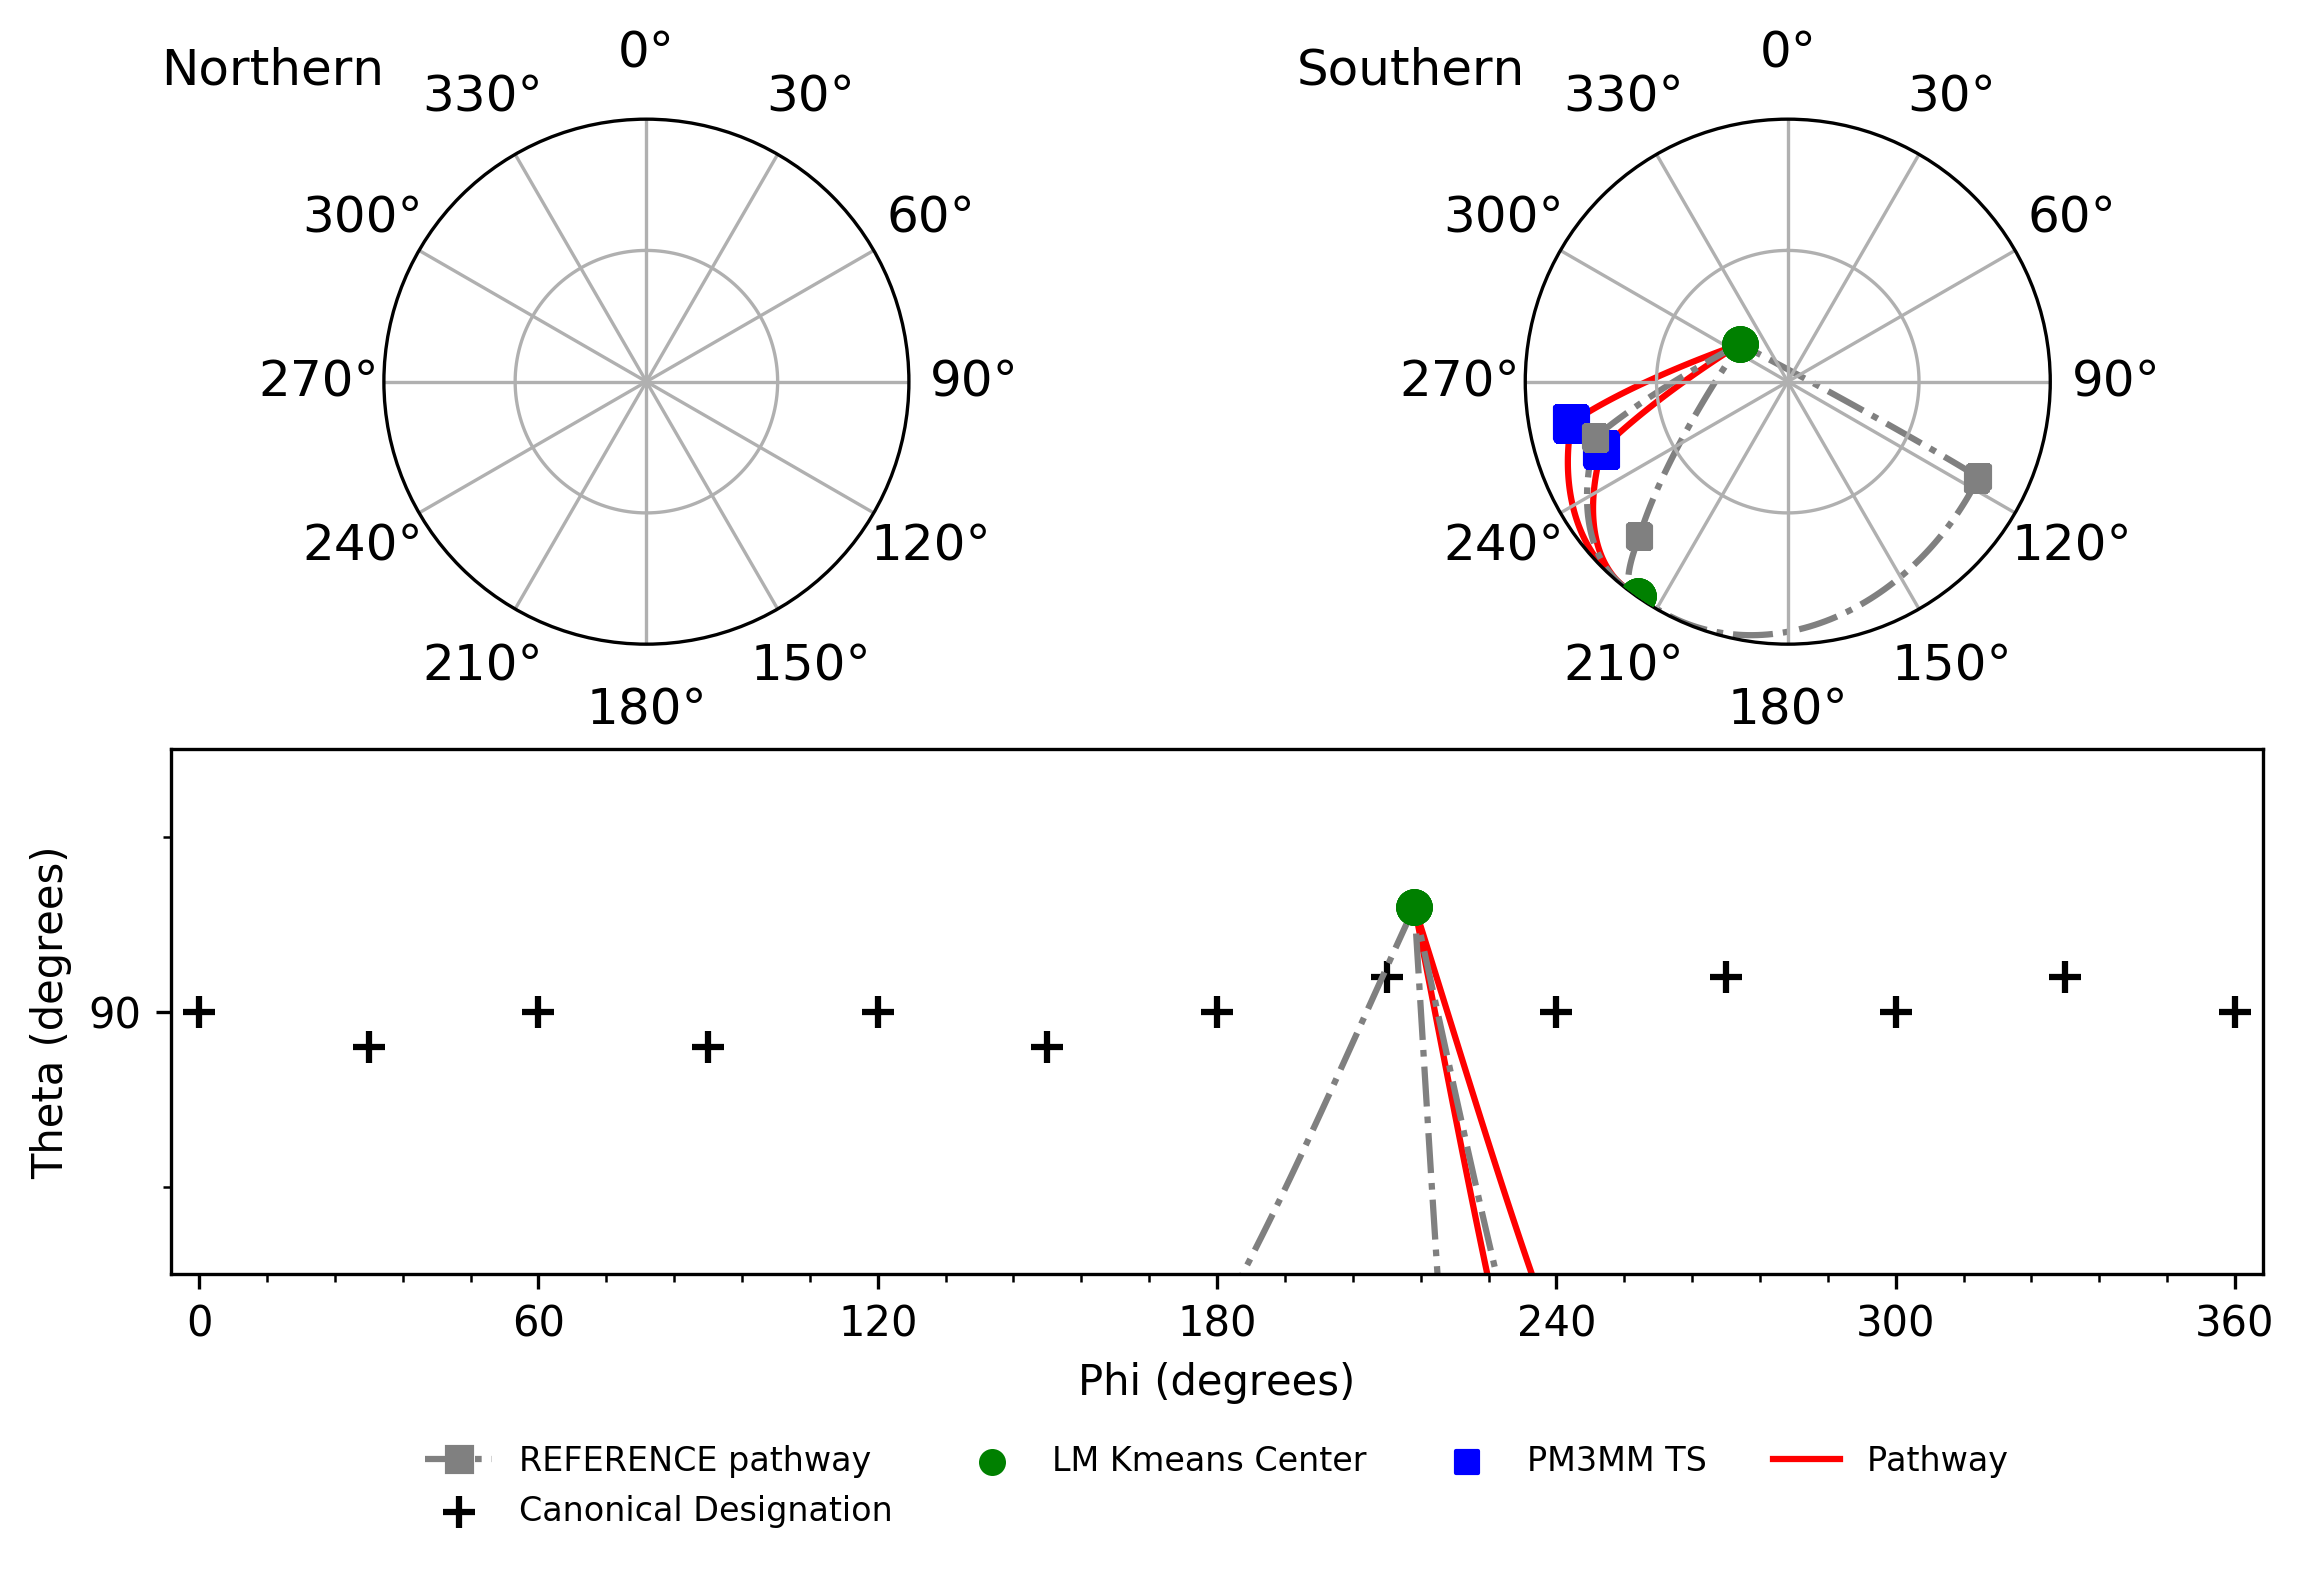 Northern
0°
30°
60°
90°
120°
150°
180°
210°
240°
270°
300°
330°
Southern
0°
30°
60°
90°
120°
150°
180°
210°
240°
270°
300°
330°
Theta (degrees)
90
0 60 120 180 240 300 360
Phi (degrees)
REFERENCE pathway
Canonical Designation
LM Kmeans Center
PM3MM TS
Pathway